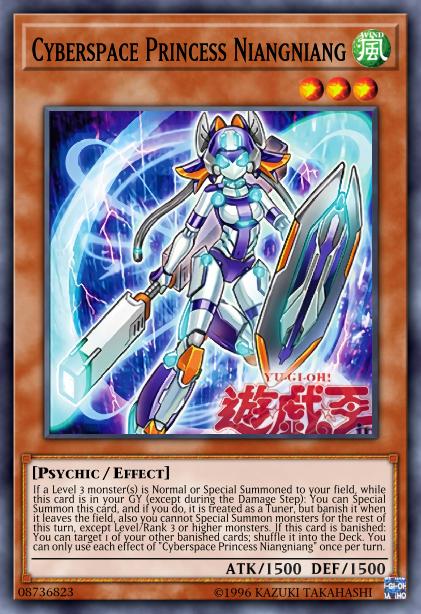 Cyberspace Princess Niangniang
WIND
風
YU-GI-OH!
遊戯王
[Psychic / Effect]
If a Level 3 monster(s) is Normal or Special Summoned to your field, while
this card is in your GY (except during the Damage Step): You can Special
Summon this card, and if you do, it is treated as a Tuner, but banish it when
it leaves the field, also you cannot Special Summon monsters for the rest of
this turn, except Level/Rank 3 or higher monsters. If this card is banished:
You can target 1 of your other banished cards; shuffle it into the Deck. You can
only use each effect of "Cyberspace Princess Niangniang" once per turn.
ATK/1500 DEF/1500
08736823
©1996 KAZUKI TAKAHASHI